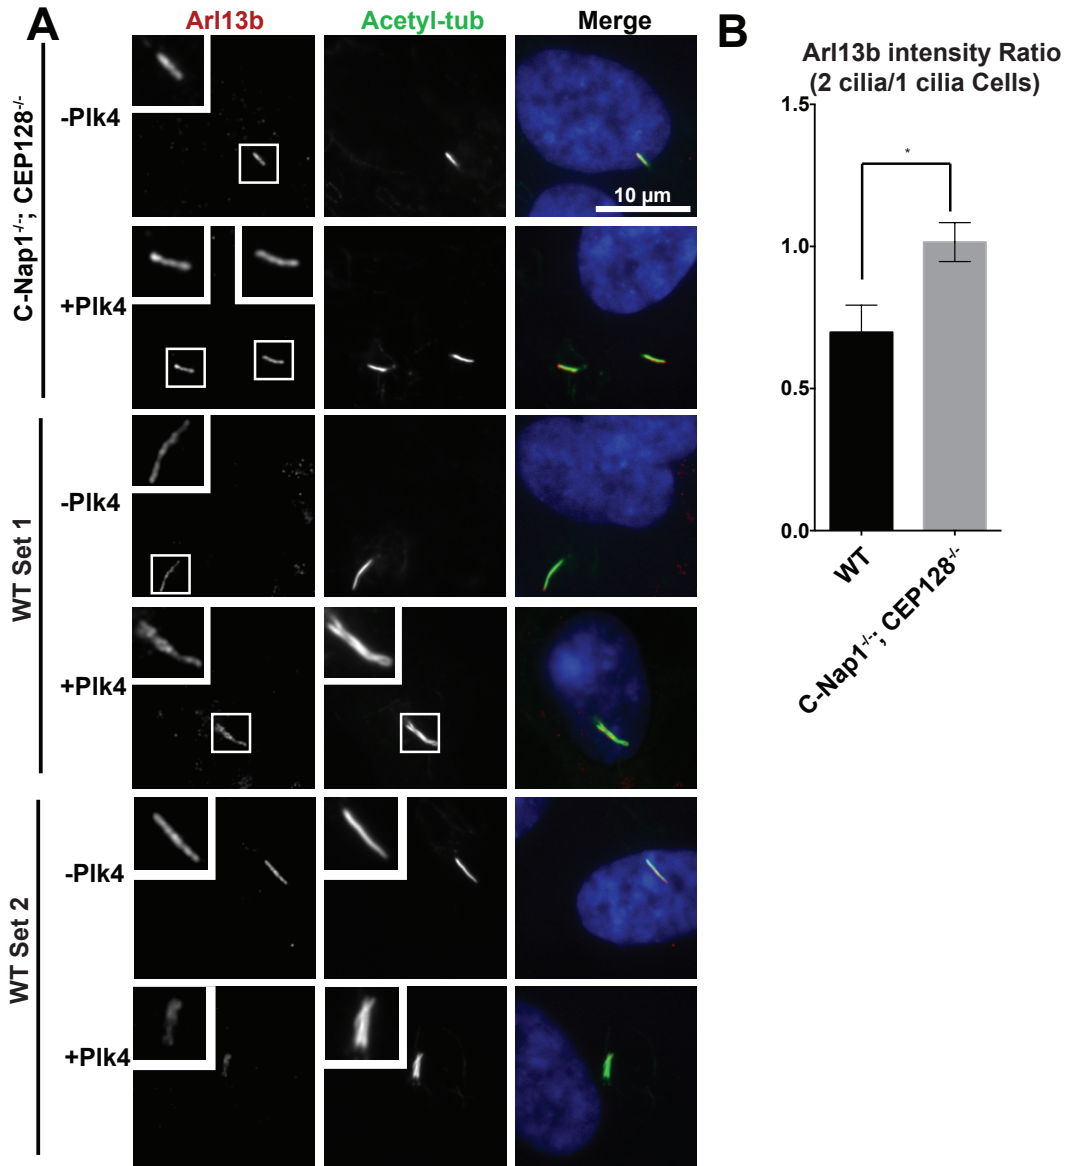 A
Arl13b
Acetyl-tub
Merge
C-Nap1-/-; CEP128-/-
-Plk4
10 µm
+Plk4
WT Set 1
-Plk4
+Plk4
WT Set 2
-Plk4
+Plk4
B
Arl13b intensity Ratio
(2 cilia/1 cilia Cells)
1.5
*
1.0
0.5
0.0
WT
C-Nap1-/-; CEP128-/-